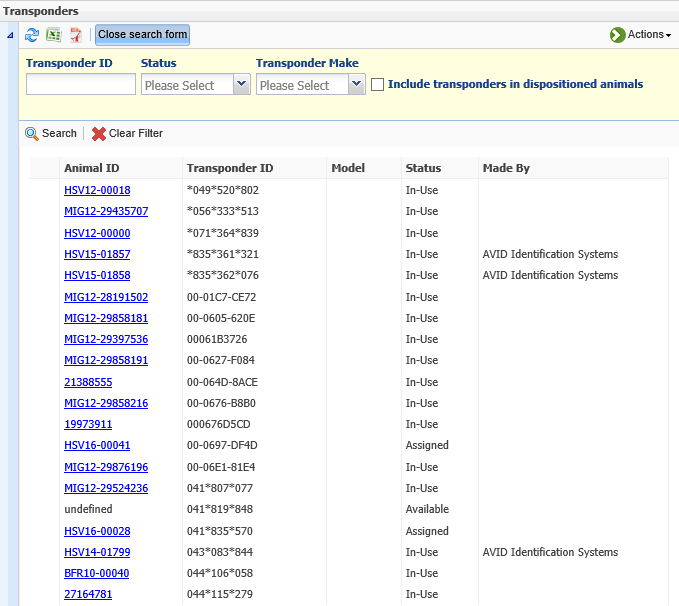 Transponders
Close search form Actions
Transponder ID Status Transponder Make
Please Select Please Select Include transponders in dispositioned animals
Search Clear Filter
Animal ID Transponder ID Model Status Made By
HSV12-00018 *049*520*802 In-Use
MIG12-29435707 *056*333*513 In-Use
HSV12-00000 *071*364*839 In-Use
HSV15-01857 *835*361*321 In-Use AVID Identification Systems
HSV15-01858 *835*362*076 In-Use AVID Identification Systems
MIG12-28191502 00-01C7-CE72 In-Use
MIG12-29858181 00-0605-620E In-Use
MIG12-29397536 00061B3726 In-Use
MIG12-29858191 00-0627-F084 In-Use
21388555 00-064D-8ACE In-Use
MIG12-29858216 00-0676-B8B0 In-Use
19973911 000676D5CD In-Use
HSV16-00041 00-0697-DF4D Assigned
MIG12-29876196 00-06E1-81E4 In-Use
MIG12-29524236 041*807*077 In-Use
undefined 041*819*848 Available
HSV16-00028 041*835*570 Assigned
HSV14-01799 043*083*844 In-Use AVID Identification Systems
BFR10-00040 044*106*058 In-Use
27164781 044*115*279 In-Use